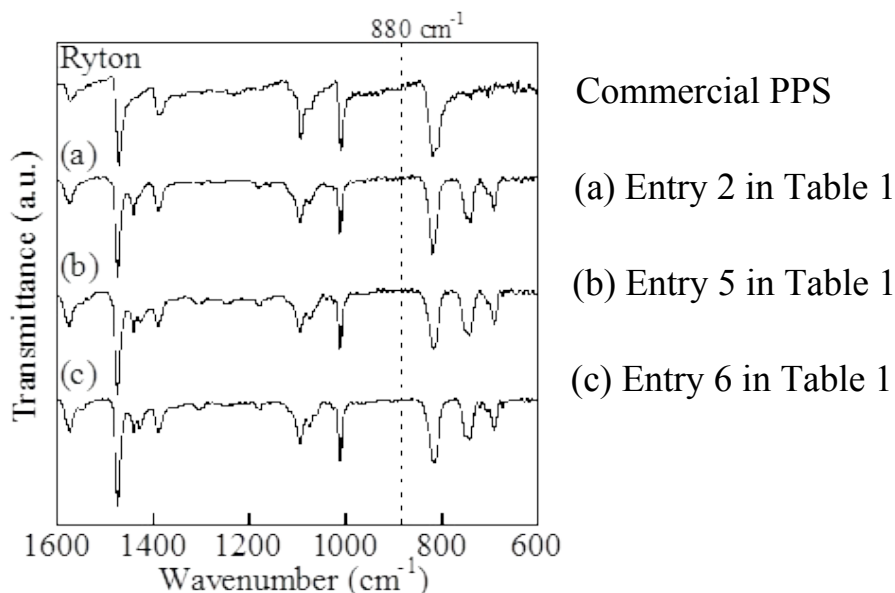 880 cm⁻¹
Ryton
Commercial PPS
(a)
(a) Entry 2 in Table 1
(b)
(b) Entry 5 in Table 1
(c)
(c) Entry 6 in Table 1
Transmittance (a.u.)
1600 1400 1200 1000 800 600
Wavenumber (cm⁻¹)